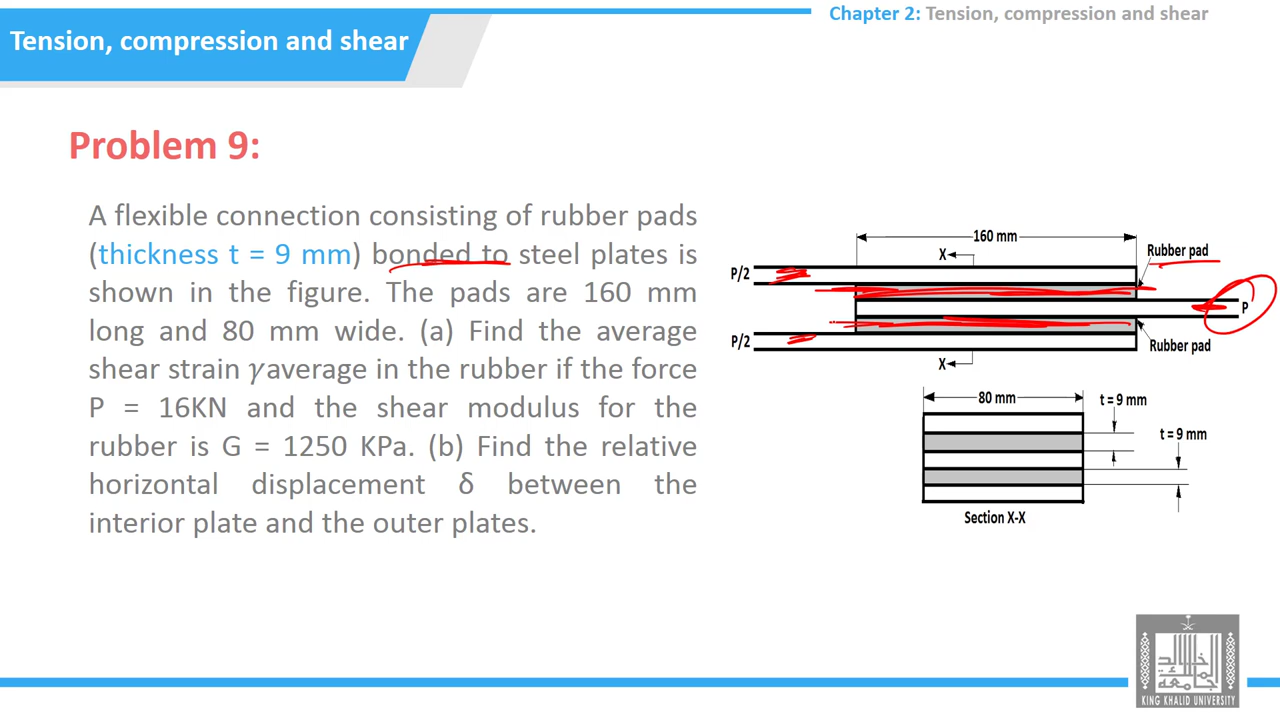 Chapter 2: Tension, compression and shear
Tension, compression and shear
Problem 9:
A flexible connection consisting of rubber pads
(thickness t = 9 mm) bonded to steel plates is
shown in the figure. The pads are 160 mm
long and 80 mm wide. (a) Find the average
shear strain γaverage in the rubber if the force
P = 16KN and the shear modulus for the
rubber is G = 1250 KPa. (b) Find the relative
horizontal displacement δ between the
interior plate and the outer plates.
160 mm
X
Rubber pad
P/2
P
P/2
Rubber pad
X
80 mm
t = 9 mm
t = 9 mm
Section X-X
KING KHALID UNIVERSITY